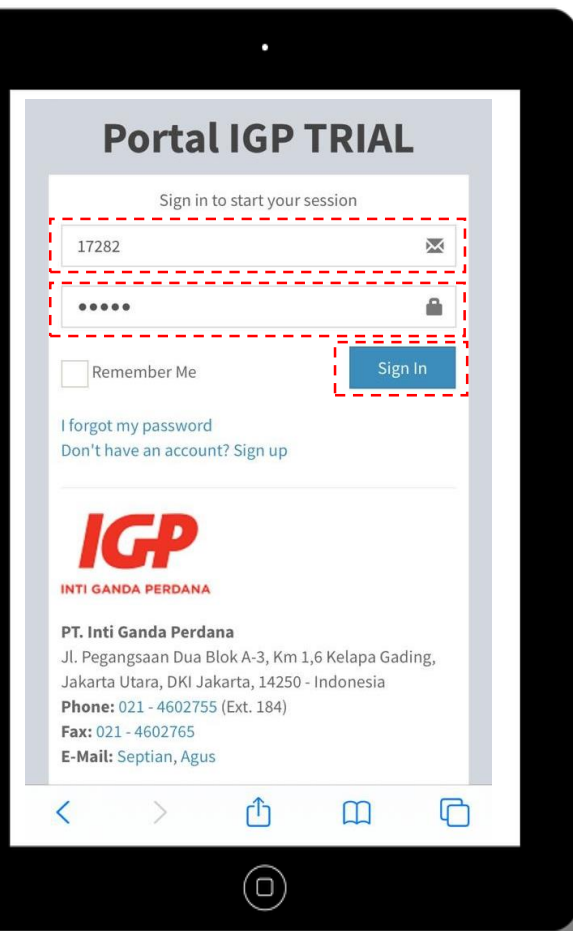 Portal IGP TRIAL
Sign in to start your session
17282
•••••
Remember Me
Sign In
I forgot my password
Don't have an account? Sign up
IGP
INTI GANDA PERDANA
PT. Inti Ganda Perdana
Jl. Pegangsaan Dua Blok A-3, Km 1,6 Kelapa Gading,
Jakarta Utara, DKI Jakarta, 14250 - Indonesia
Phone: 021 - 4602755 (Ext. 184)
Fax: 021 - 4602765
E-Mail: Septian, Agus